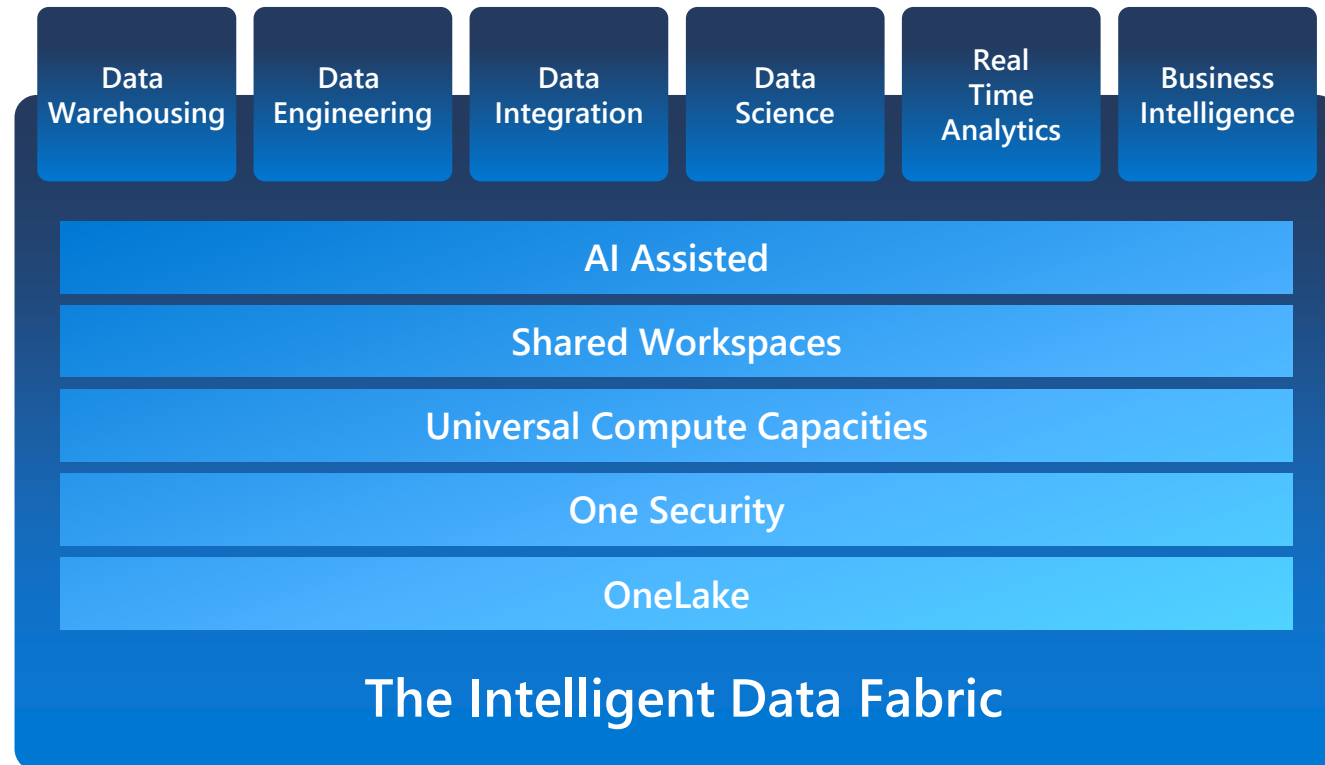 Data
Warehousing
Data
Engineering
Data
Integration
Data
Science
Real
Time
Analytics
Business
Intelligence
AI Assisted
Shared Workspaces
Universal Compute Capacities
One Security
OneLake
The Intelligent Data Fabric